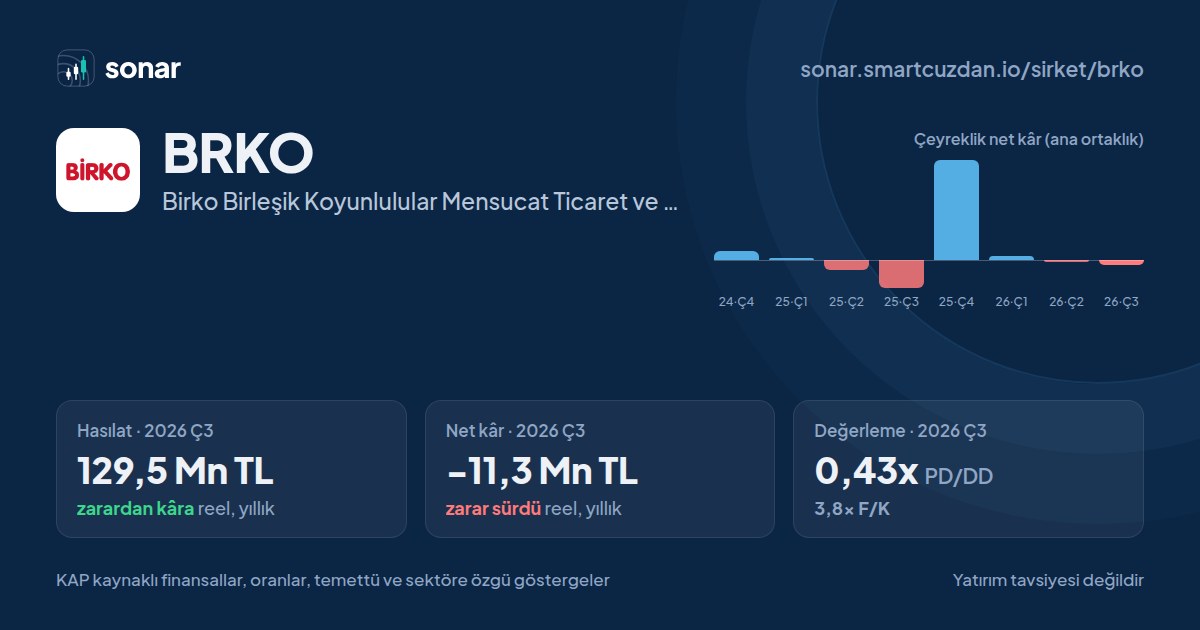 sonar
sonar.smartcuzdan.io/sirket/brko
BİRKO
BRKO
Birko Birleşik Koyunlulular Mensucat Ticaret ve ...
Çeyreklik net kâr (ana ortaklık)
24-Ç4 25-Ç1 25-Ç2 25-Ç3 25-Ç4 26-Ç1 26-Ç2 26-Ç3
Hasılat · 2026 Ç3
129,5 Mn TL
zarardan kâra reel, yıllık
Net kâr · 2026 Ç3
-11,3 Mn TL
zarar sürdü reel, yıllık
Değerleme · 2026 Ç3
0,43x PD/DD
3,8x F/K
KAP kaynaklı finansallar, oranlar, temettü ve sektöre özgü göstergeler
Yatırım tavsiyesi değildir